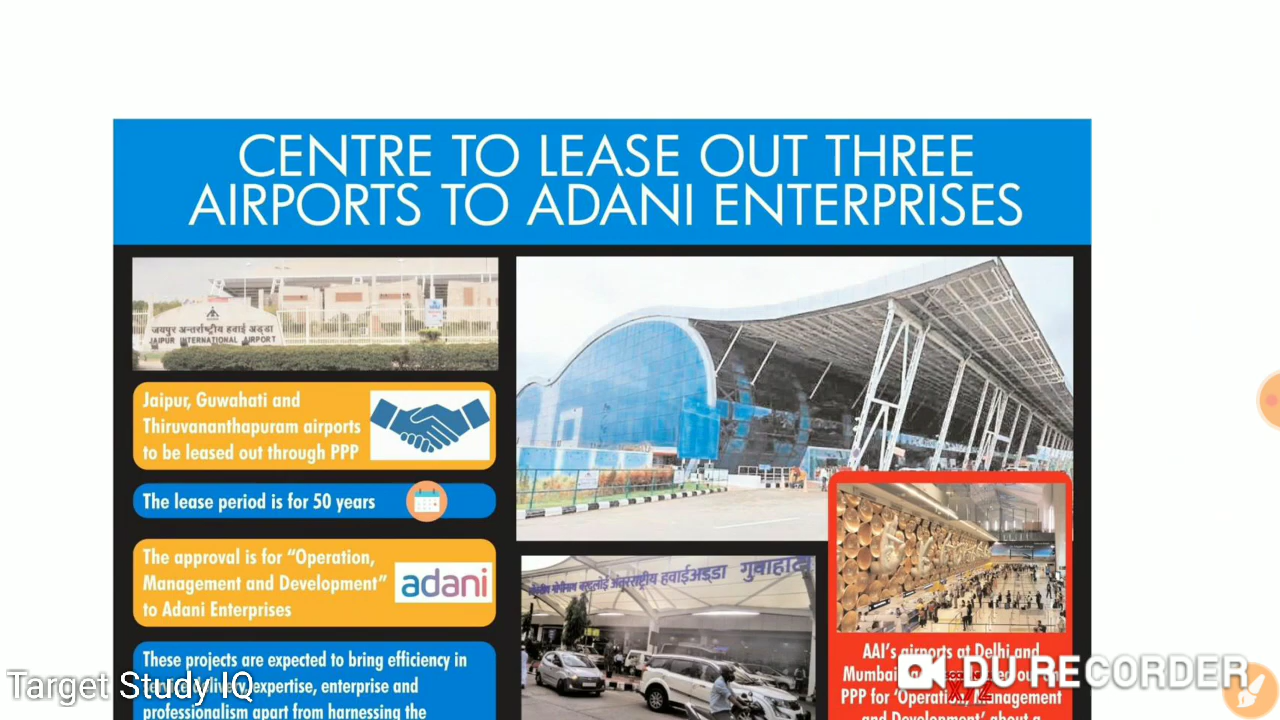 CENTRE TO LEASE OUT THREE
AIRPORTS TO ADANI ENTERPRISES
जयपुर अन्तर्राष्ट्रीय हवाई अड्डा
JAIPUR INTERNATIONAL AIRPORT
Jaipur, Guwahati and
Thiruvananthapuram airports
to be leased out through PPP
The lease period is for 50 years
The approval is for “Operation,
Management and Development”
to Adani Enterprises
adani
These projects are expected to bring efficiency in
expertise, enterprise and
professionalism apart from harnessing the
अंतरराष्ट्रीय हवाईअड्डा गुवाहाटी
AAI’s airports at Delhi and
Mumbai
PPP for ‘Operation, Management
and Development’ about a
Target Study IQ
DU RECORDER